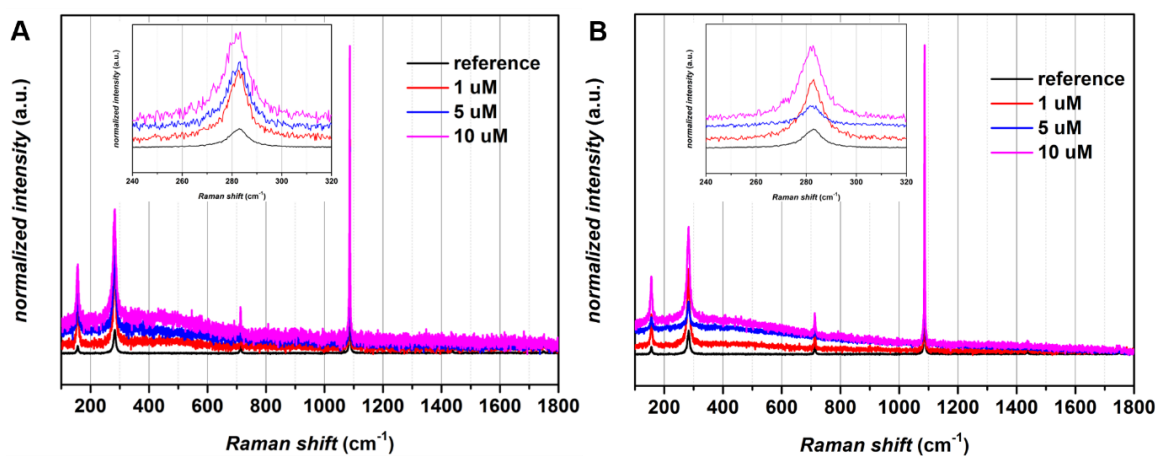 A
normalized intensity (a.u.)
normalized intensity (a.u.)
240 260 280 300 320
Raman shift (cm-1)
reference
1 uM
5 uM
10 uM
200 400 600 800 1000 1200 1400 1600 1800
Raman shift (cm-1)
B
normalized intensity (a.u.)
normalized intensity (a.u.)
240 260 280 300 320
Raman shift (cm-1)
reference
1 uM
5 uM
10 uM
200 400 600 800 1000 1200 1400 1600 1800
Raman shift (cm-1)